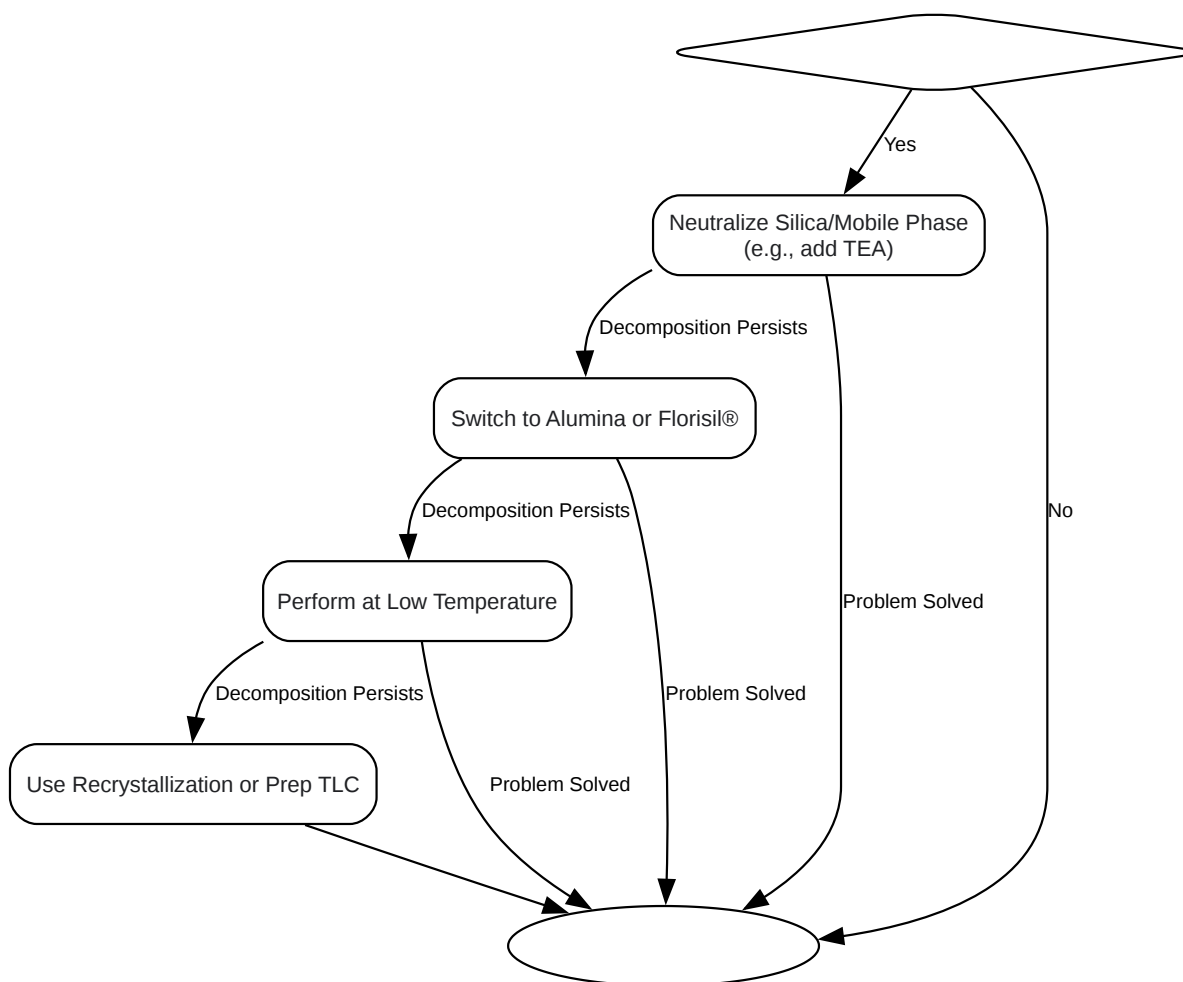 Yes
Neutralize Silica/Mobile Phase
(e.g., add TEA)
Decomposition Persists
Switch to Alumina or Florisil®
Decomposition Persists
No
Perform at Low Temperature
Problem Solved
Decomposition Persists
Problem Solved
Use Recrystallization or Prep TLC
Problem Solved